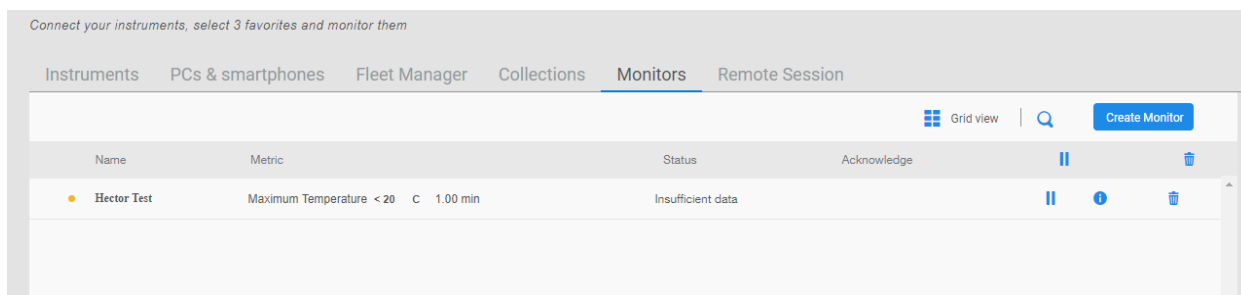 Connect your instruments, select 3 favorites and monitor them
Instruments PCs & smartphones Fleet Manager Collections Monitors Remote Session
Grid view Create Monitor
Name Metric Status Acknowledge
Hector Test Maximum Temperature < 20 C 1.00 min Insufficient data